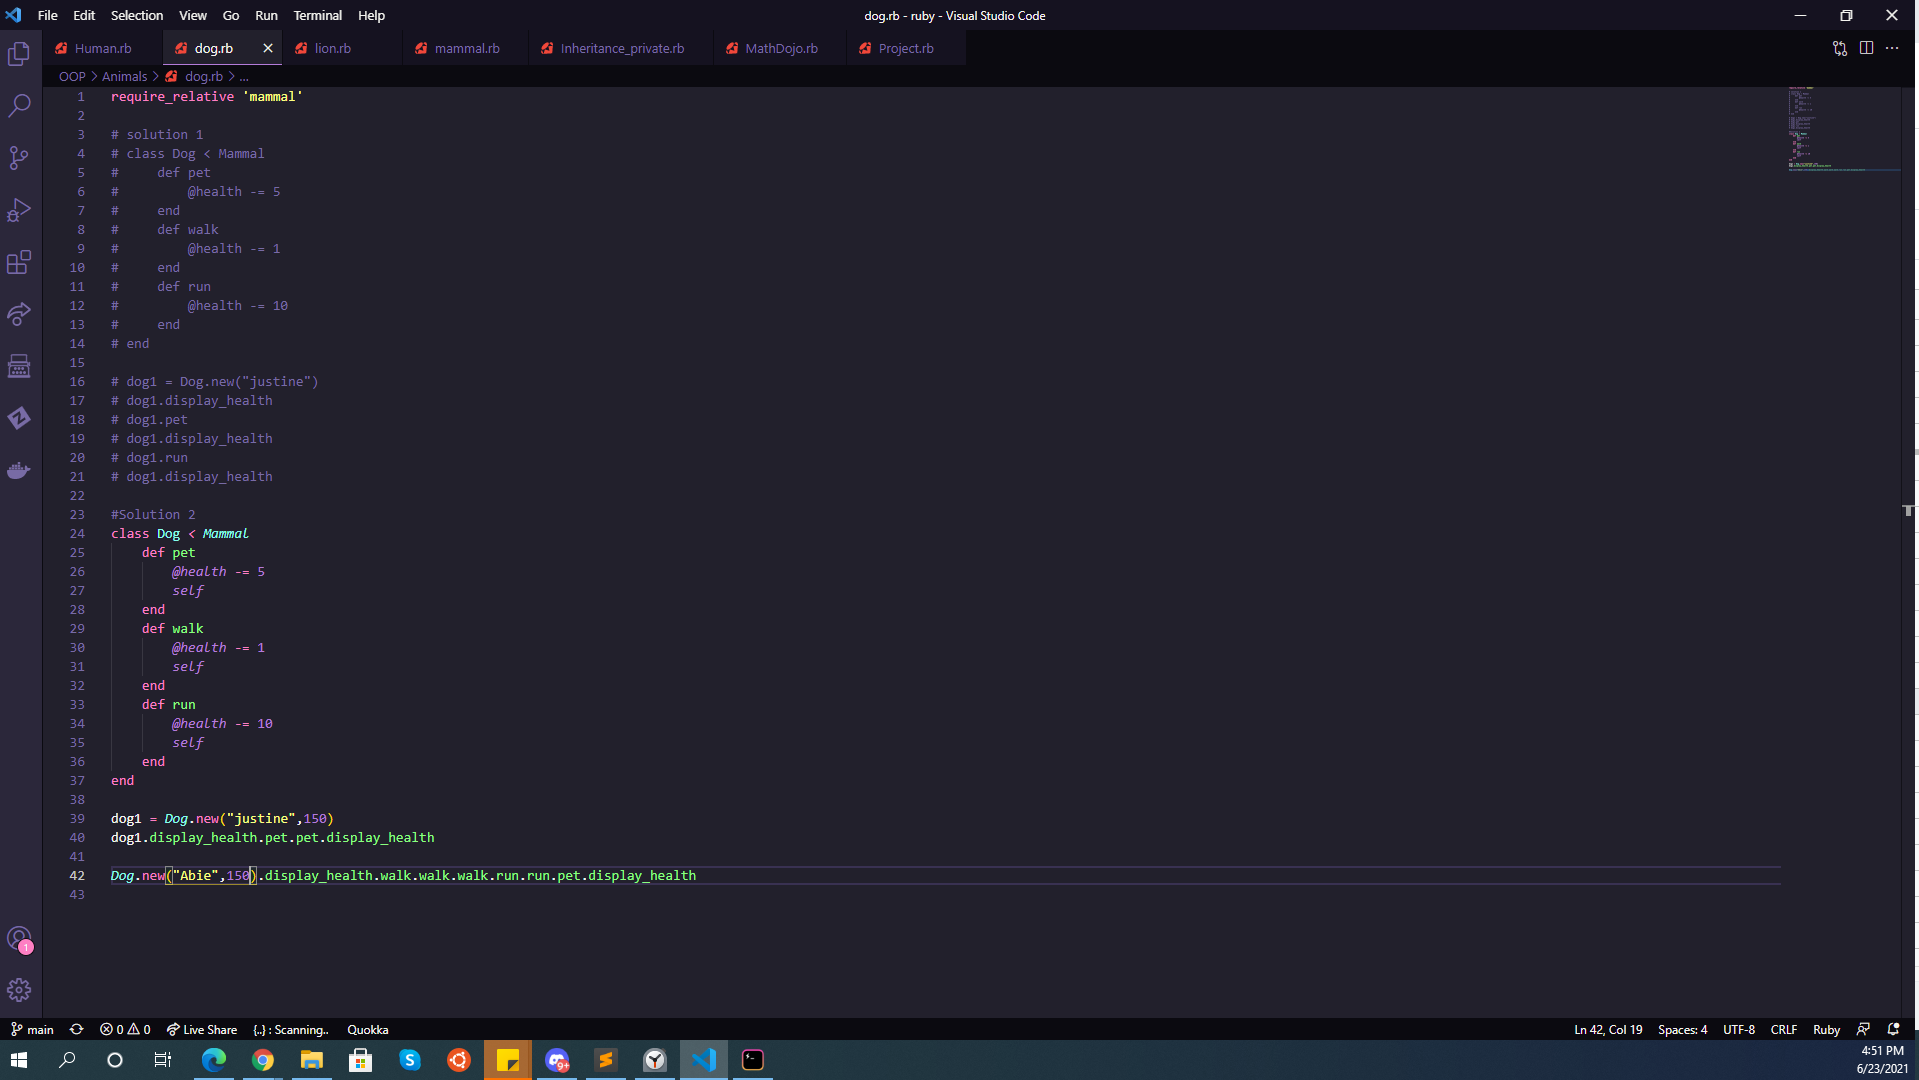 File Edit Selection View Go Run Terminal Help
dog.rb - ruby - Visual Studio Code
Human.rb dog.rb lion.rb mammal.rb Inheritance_private.rb MathDojo.rb Project.rb
OOP > Animals > dog.rb > ...
1 require_relative 'mammal'
2
3 # solution 1
4 # class Dog < Mammal
5 #     def pet
6 #         @health -= 5
7 #     end
8 #     def walk
9 #         @health -= 1
10 #     end
11 #     def run
12 #         @health -= 10
13 #     end
14 # end
15
16 # dog1 = Dog.new("justine")
17 # dog1.display_health
18 # dog1.pet
19 # dog1.display_health
20 # dog1.run
21 # dog1.display_health
22
23 #Solution 2
24 class Dog < Mammal
25     def pet
26         @health -= 5
27         self
28     end
29     def walk
30         @health -= 1
31         self
32     end
33     def run
34         @health -= 10
35         self
36     end
37 end
38
39 dog1 = Dog.new("justine",150)
40 dog1.display_health.pet.pet.display_health
41
42 Dog.new("Abie",150).display_health.walk.walk.walk.run.run.pet.display_health
43
1
main 0 0 Live Share {..} : Scanning.. Quokka Ln 42, Col 19 Spaces: 4 UTF-8 CRLF Ruby
9+
4:51 PM
6/23/2021